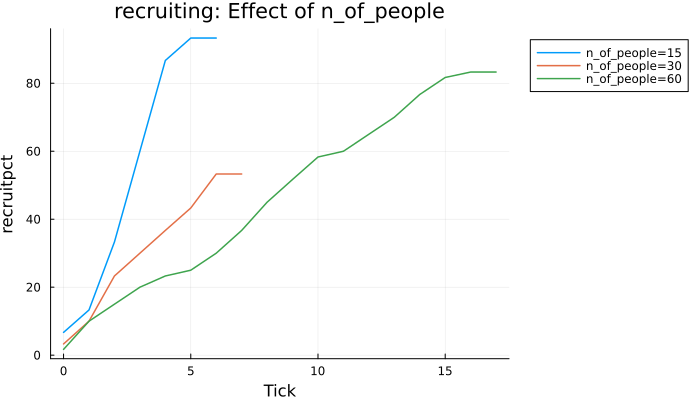 recruiting: Effect of n_of_people
n_of_people=15
n_of_people=30
n_of_people=60
recruitpct
80
60
40
20
0
0 5 10 15
Tick